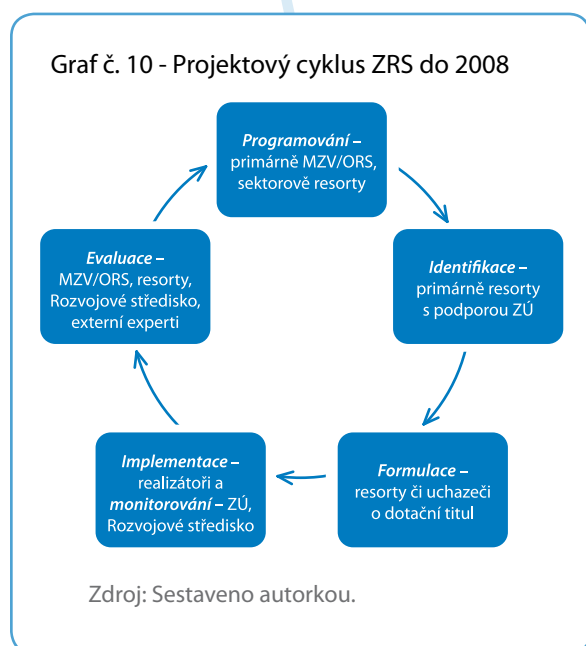 Graf č. 10 - Projektový cyklus ZRS do 2008
Programování –
primárně MZV/ORS,
sektorově resorty
Identifikace –
primárně resorty
s podporou ZÚ
Formulace –
resorty či uchazeči
o dotační titul
Implementace –
realizátoři a
monitorování – ZÚ,
Rozvojové středisko
Evaluace –
MZV/ORS, resorty,
Rozvojové středisko,
externí experti
Zdroj: Sestaveno autorkou.